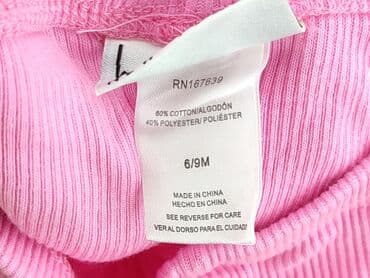 RN167639
60% COTTON/ALGODÓN
40% POLYESTER/ POLIÉSTER
6/9M
MADE IN CHINA
HECHO EN CHINA
SEE REVERSE FOR CARE
VER AL DORSO PARA EL CUIDADO